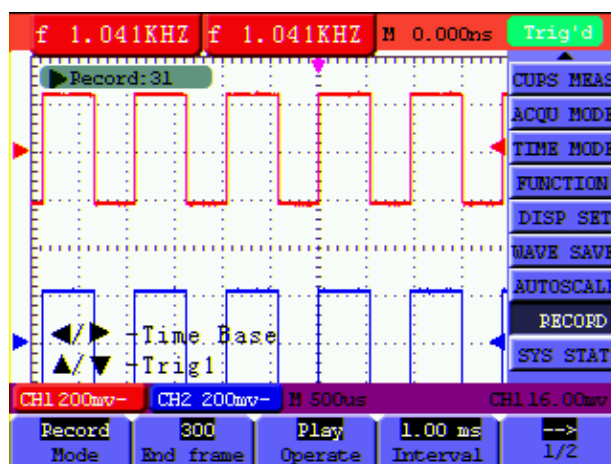 f 1.041KHZ f 1.041KHZ M 0.000ns Trig'd
Record:31
CURS MEAS
ACQU MODE
TIME MODE
FUNCTION
DISP SET
WAVE SAVE
AUTOSCALE
RECORD
SYS STAT
◀/▶ -Time Base
▲/▼ -Trig1
CH1 200mv- CH2 200mv- M 500us CH1 16.00mv
Record 300 Play 1.00 ms -->
Mode End frame Operate Interval 1/2